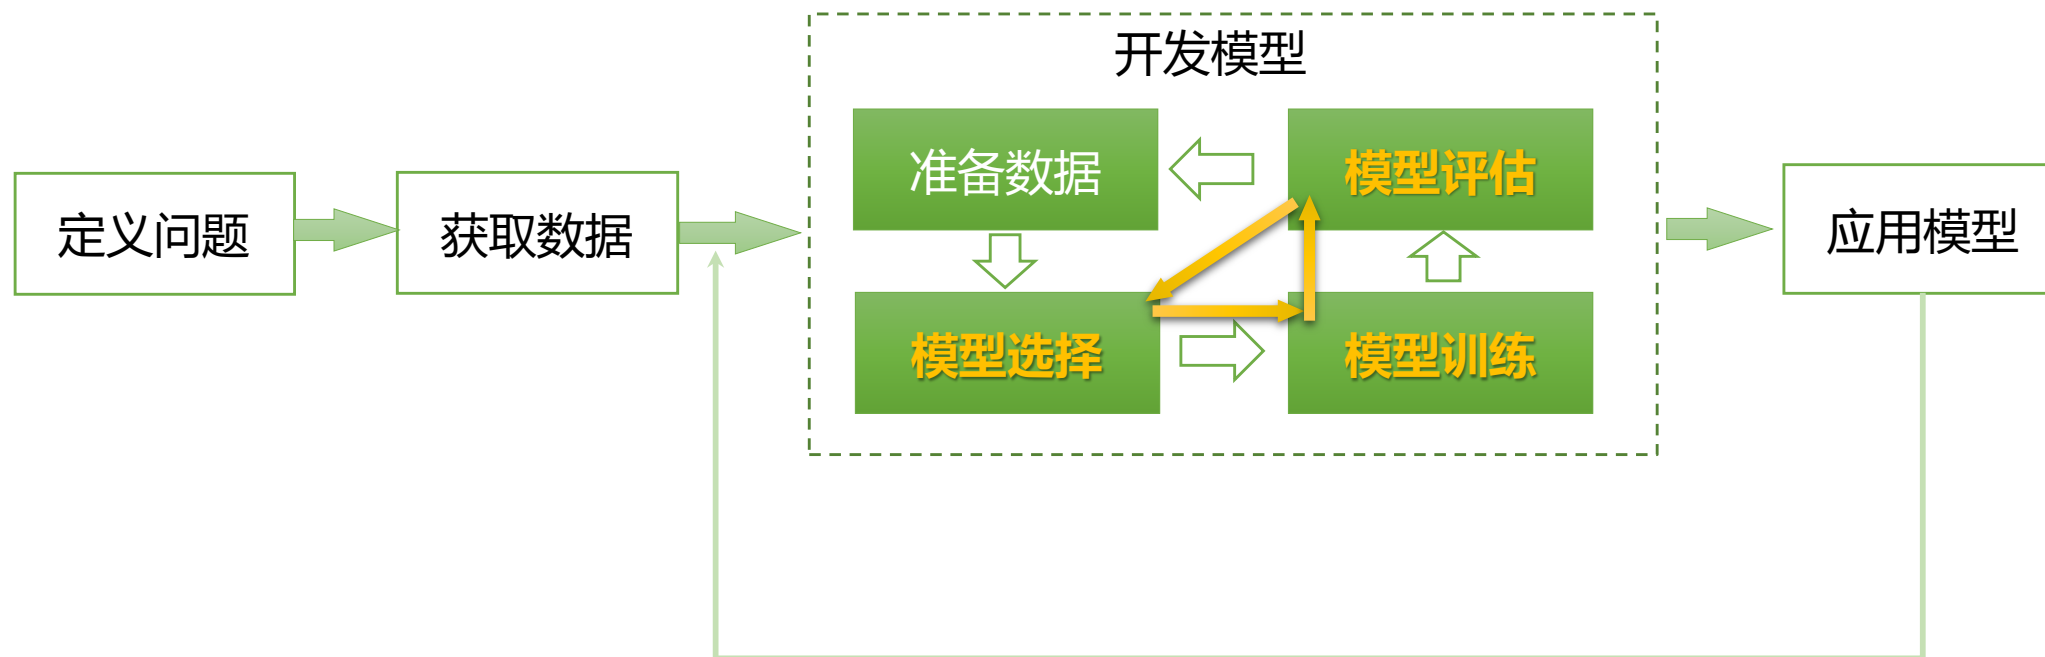 开发模型
准备数据
模型评估
定义问题
获取数据
应用模型
模型选择
模型训练